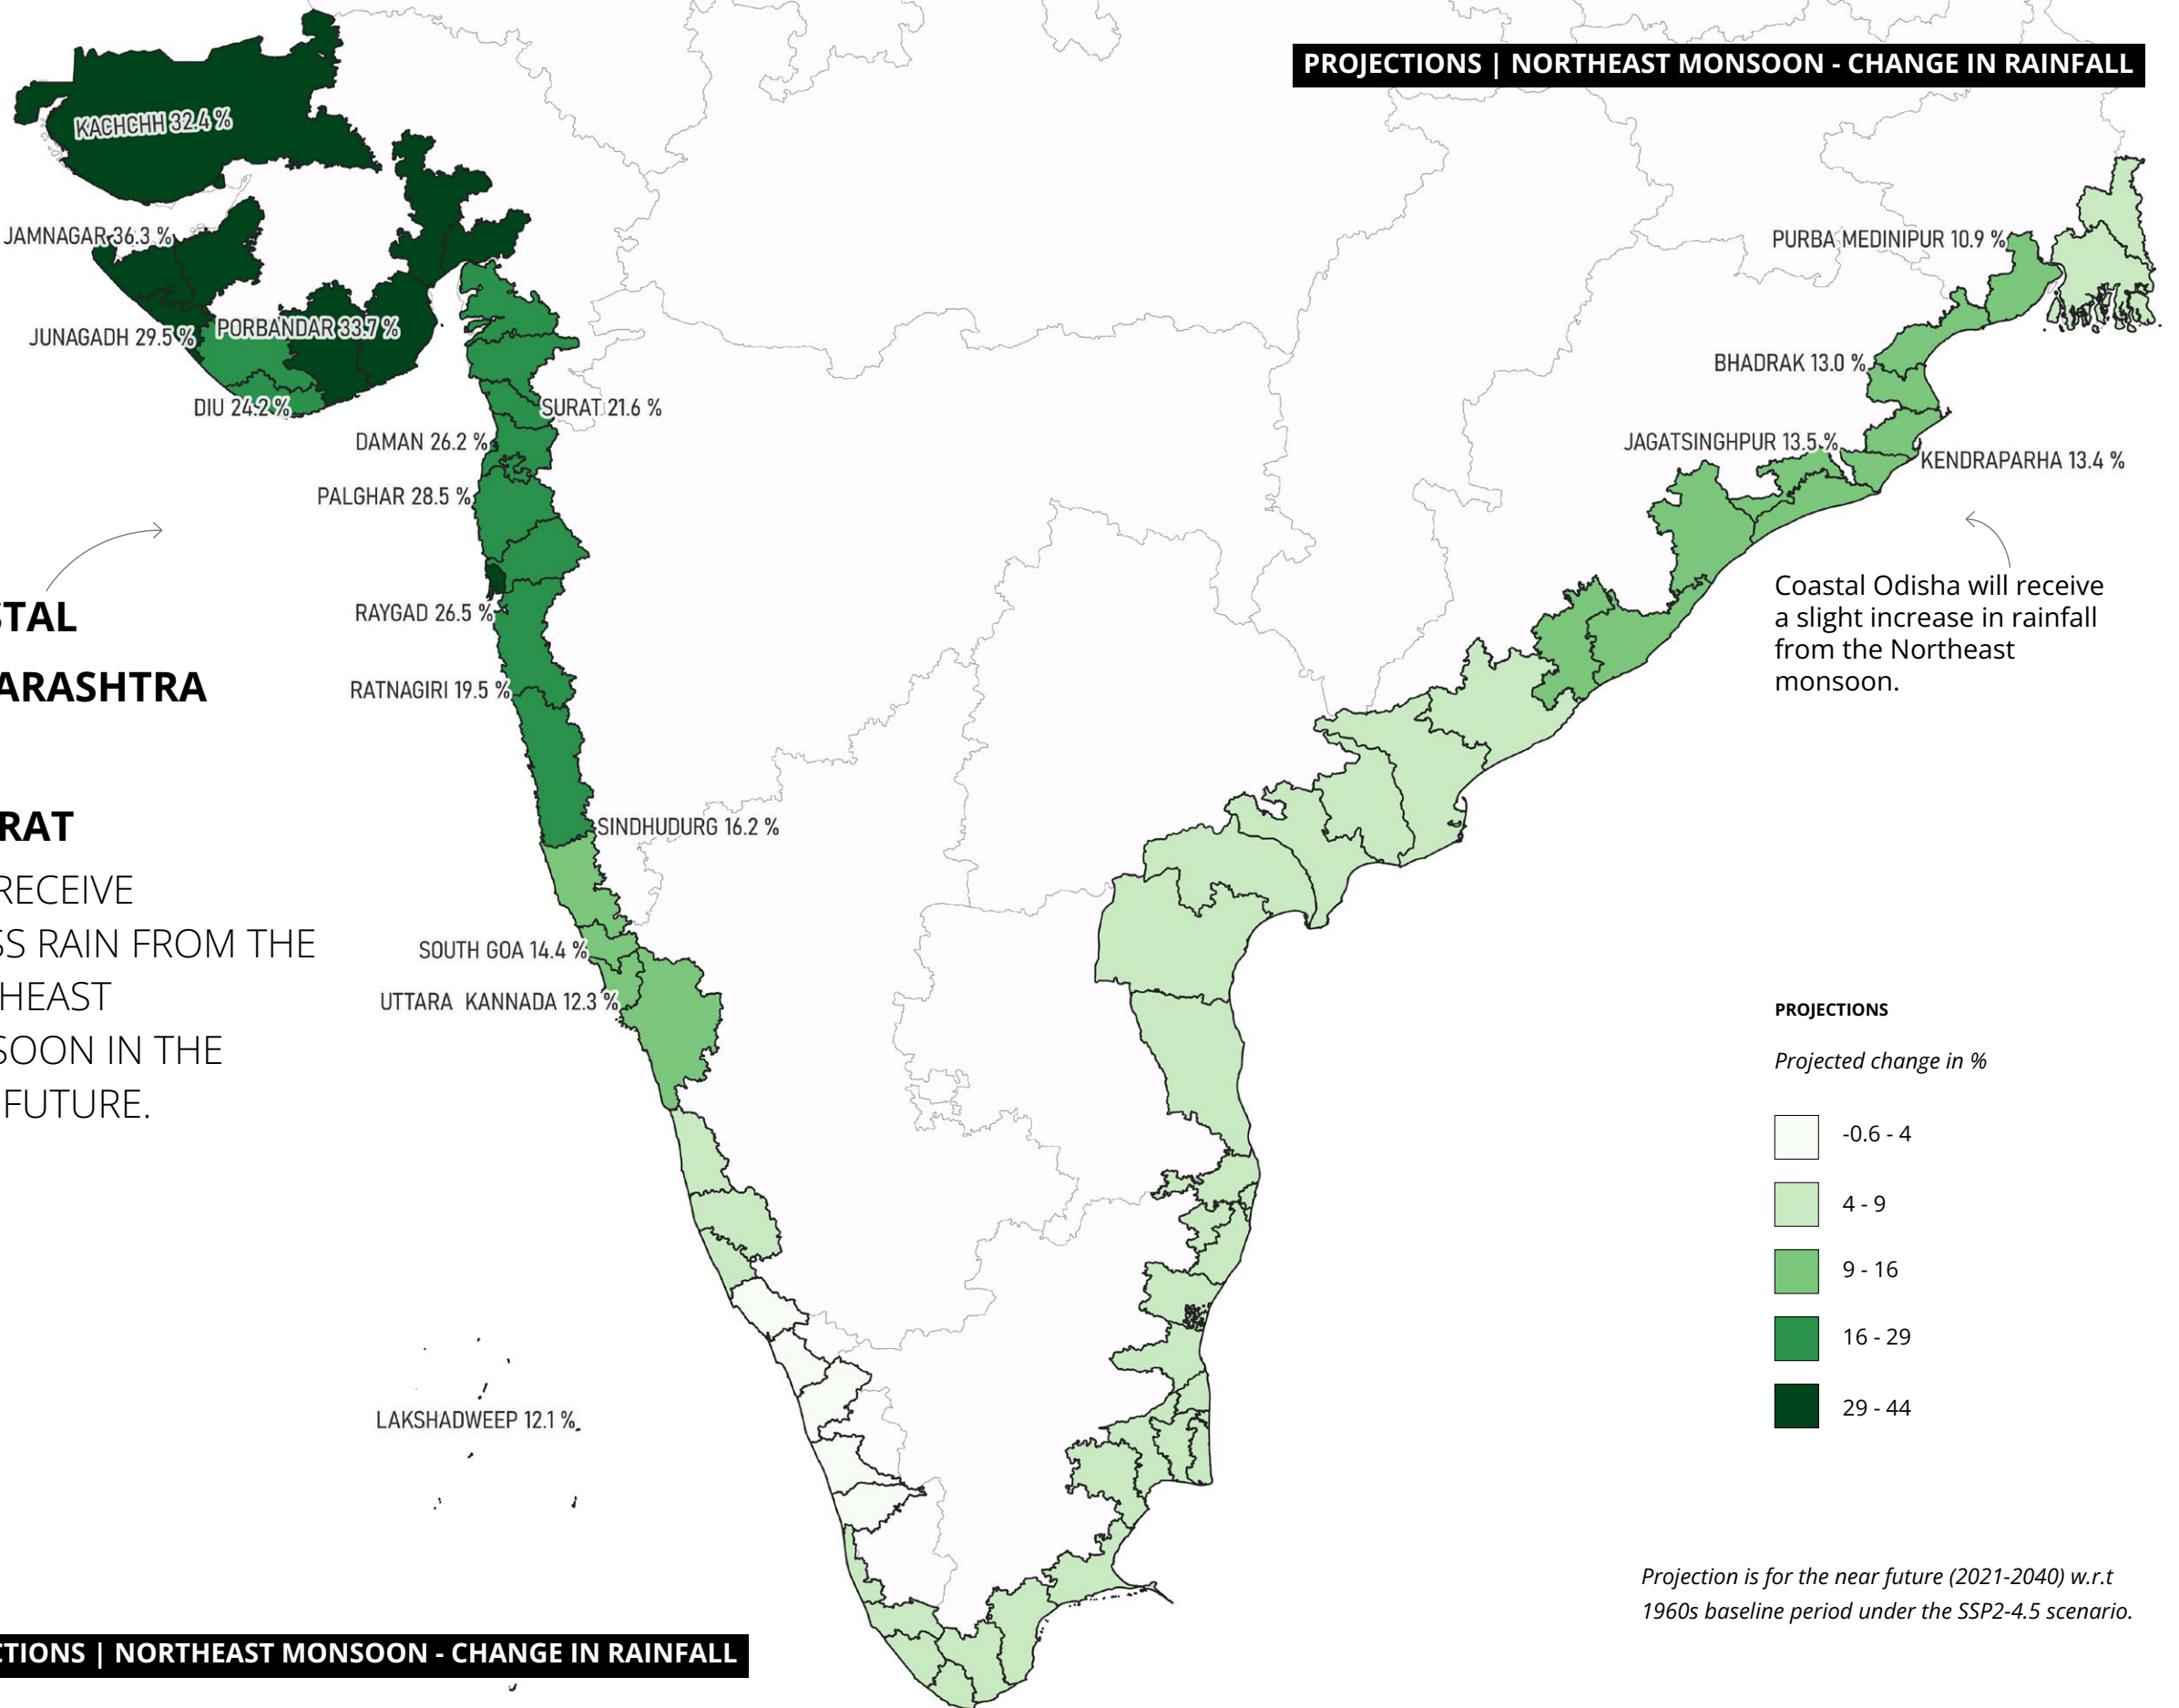 PROJECTIONS | NORTHEAST MONSOON - CHANGE IN RAINFALL
KACHCHH 32.4 %
JAMNAGAR 36.3 %
JUNAGADH 29.5 %
PORBANDAR 33.7 %
DIU 24.2 %
SURAT 21.6 %
DAMAN 26.2 %
PALGHAR 28.5 %
RAYGAD 26.5 %
RATNAGIRI 19.5 %
SINDHUDURG 16.2 %
SOUTH GOA 14.4 %
UTTARA KANNADA 12.3 %
LAKSHADWEEP 12.1 %
PURBA MEDINIPUR 10.9 %
BHADRAK 13.0 %
JAGATSINGHPUR 13.5 %
KENDRAPARHA 13.4 %
Coastal Odisha will receive
a slight increase in rainfall
from the Northeast
monsoon.
STAL
ARASHTRA
RAT
RECEIVE
SS RAIN FROM THE
HEAST
SOON IN THE
FUTURE.
PROJECTIONS
Projected change in %
-0.6 - 4
4 - 9
9 - 16
16 - 29
29 - 44
Projection is for the near future (2021-2040) w.r.t
1960s baseline period under the SSP2-4.5 scenario.
CTIONS | NORTHEAST MONSOON - CHANGE IN RAINFALL